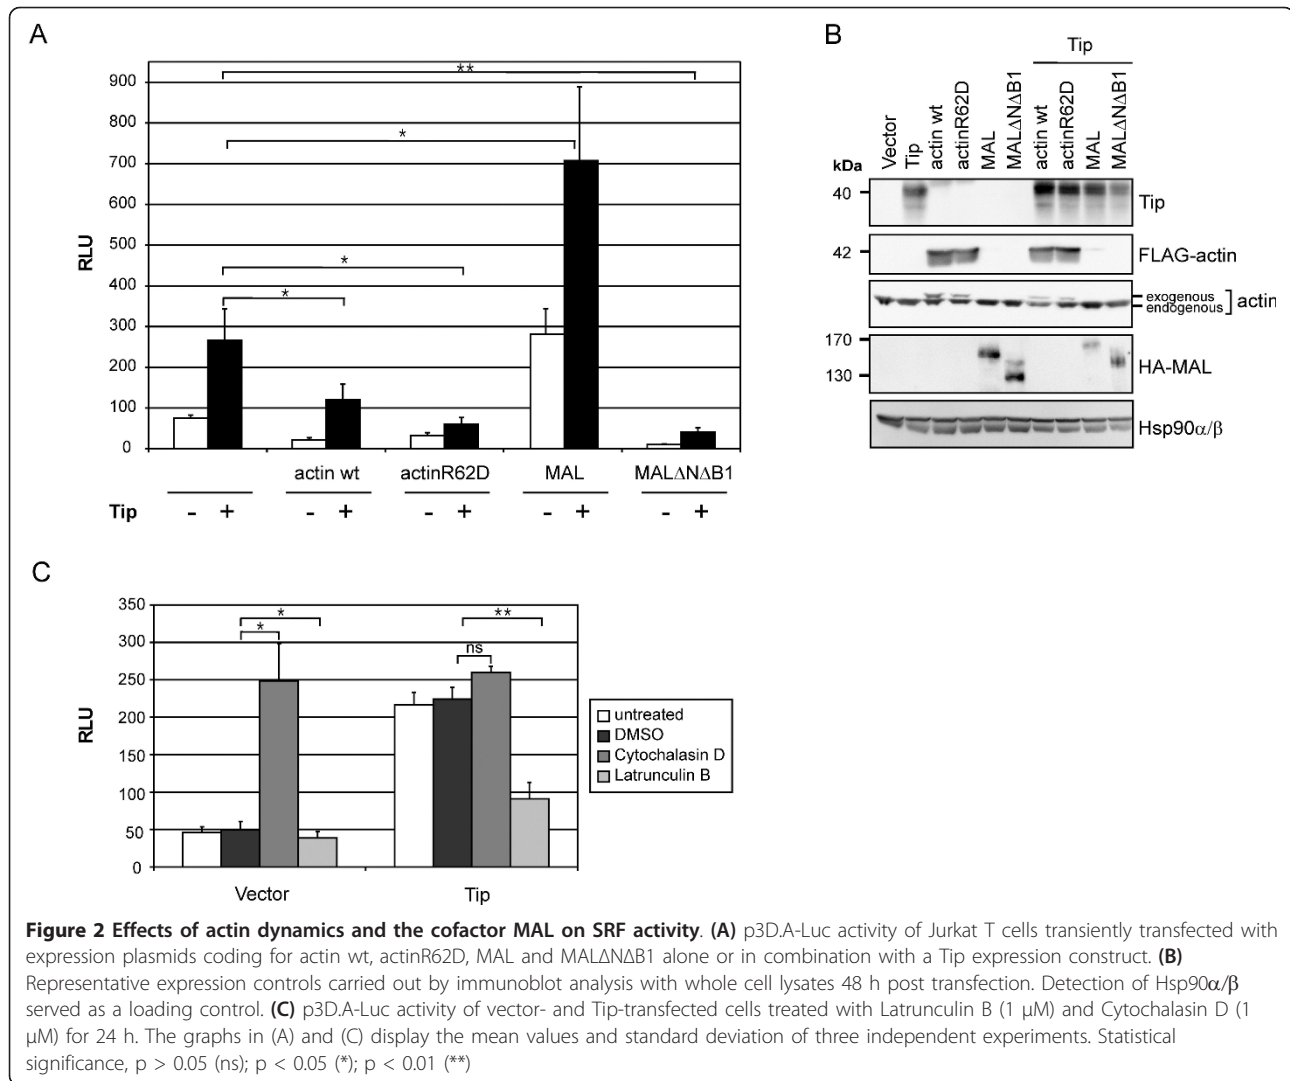 A
**
900
800
*
700
600
RLU
500
*
400
*
300
200
100
0
actin wt actinR62D MAL MALΔNΔB1
Tip - + - + - + - + - +
B
Tip
Vector
Tip
actin wt
actinR62D
MAL
MALΔNΔB1
actin wt
actinR62D
MAL
MALΔNΔB1
kDa
40 Tip
42 FLAG-actin
exogenous
endogenous ] actin
170
130 HA-MAL
Hsp90α/β
C
350
* **
300 * ns
250
200
RLU
150
100
50
0
Vector Tip
untreated
DMSO
Cytochalasin D
Latrunculin B
Figure 2 Effects of actin dynamics and the cofactor MAL on SRF activity. (A) p3D.A-Luc activity of Jurkat T cells transiently transfected with
expression plasmids coding for actin wt, actinR62D, MAL and MALΔNΔB1 alone or in combination with a Tip expression construct. (B)
Representative expression controls carried out by immunoblot analysis with whole cell lysates 48 h post transfection. Detection of Hsp90α/β
served as a loading control. (C) p3D.A-Luc activity of vector- and Tip-transfected cells treated with Latrunculin B (1 μM) and Cytochalasin D (1
μM) for 24 h. The graphs in (A) and (C) display the mean values and standard deviation of three independent experiments. Statistical
significance, p > 0.05 (ns); p < 0.05 (*); p < 0.01 (**)